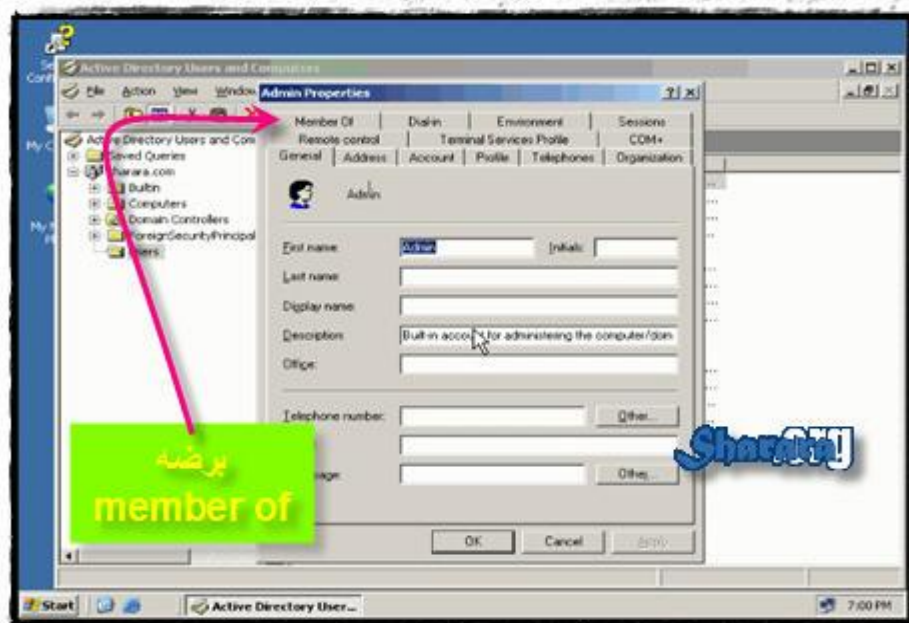 Active Directory Users and Computers
File Action View Window
Admin Properties
Member Of Dial-in Environment Sessions
Remote control Terminal Services Profile COM+
General Address Account Profile Telephones Organization
Active Directory Users and Com
Saved Queries
sharara.com
Builtin
Computers
Domain Controllers
ForeignSecurityPrincipal
Users
Admin
First name: Admin Initials:
Last name:
Display name:
Description: Built-in account for administering the computer/dom
Office:
Telephone number: Other...
Other...
برضه
member of
Sharara.org
OK Cancel Apply
Start Active Directory User... 7:00 PM